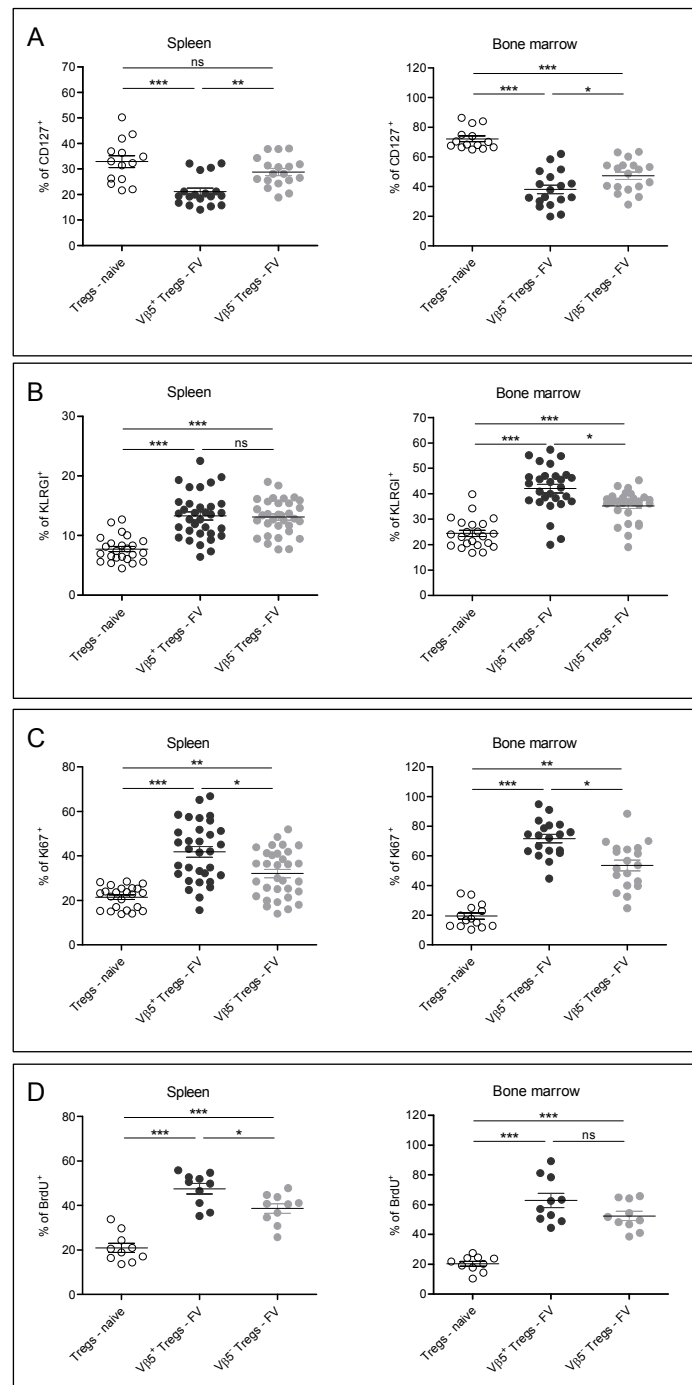 A
Spleen
ns
*** **
% of CD127⁺
70
60
50
40
30
20
10
0
Tregs - naive
Vβ5⁺ Tregs - FV
Vβ5⁻ Tregs - FV
Bone marrow
***
*** *
% of CD127⁺
120
100
80
60
40
20
0
Tregs - naive
Vβ5⁺ Tregs - FV
Vβ5⁻ Tregs - FV
B
Spleen
***
*** ns
% of KLRGI⁺
30
20
10
0
Tregs - naive
Vβ5⁺ Tregs - FV
Vβ5⁻ Tregs - FV
Bone marrow
***
*** *
% of KLRGI⁺
70
60
50
40
30
20
10
0
Tregs - naive
Vβ5⁺ Tregs - FV
Vβ5⁻ Tregs - FV
C
Spleen
**
*** *
% of KI67⁺
80
60
40
20
0
Tregs - naive
Vβ5⁺ Tregs - FV
Vβ5⁻ Tregs - FV
Bone marrow
**
*** *
% of KI67⁺
120
100
80
60
40
20
0
Tregs - naive
Vβ5⁺ Tregs - FV
Vβ5⁻ Tregs - FV
D
Spleen
***
*** *
% of BrdU⁺
80
60
40
20
0
Tregs - naive
Vβ5⁺ Tregs - FV
Vβ5⁻ Tregs - FV
Bone marrow
***
*** ns
% of BrdU⁺
120
100
80
60
40
20
0
Tregs - naive
Vβ5⁺ Tregs - FV
Vβ5⁻ Tregs - FV